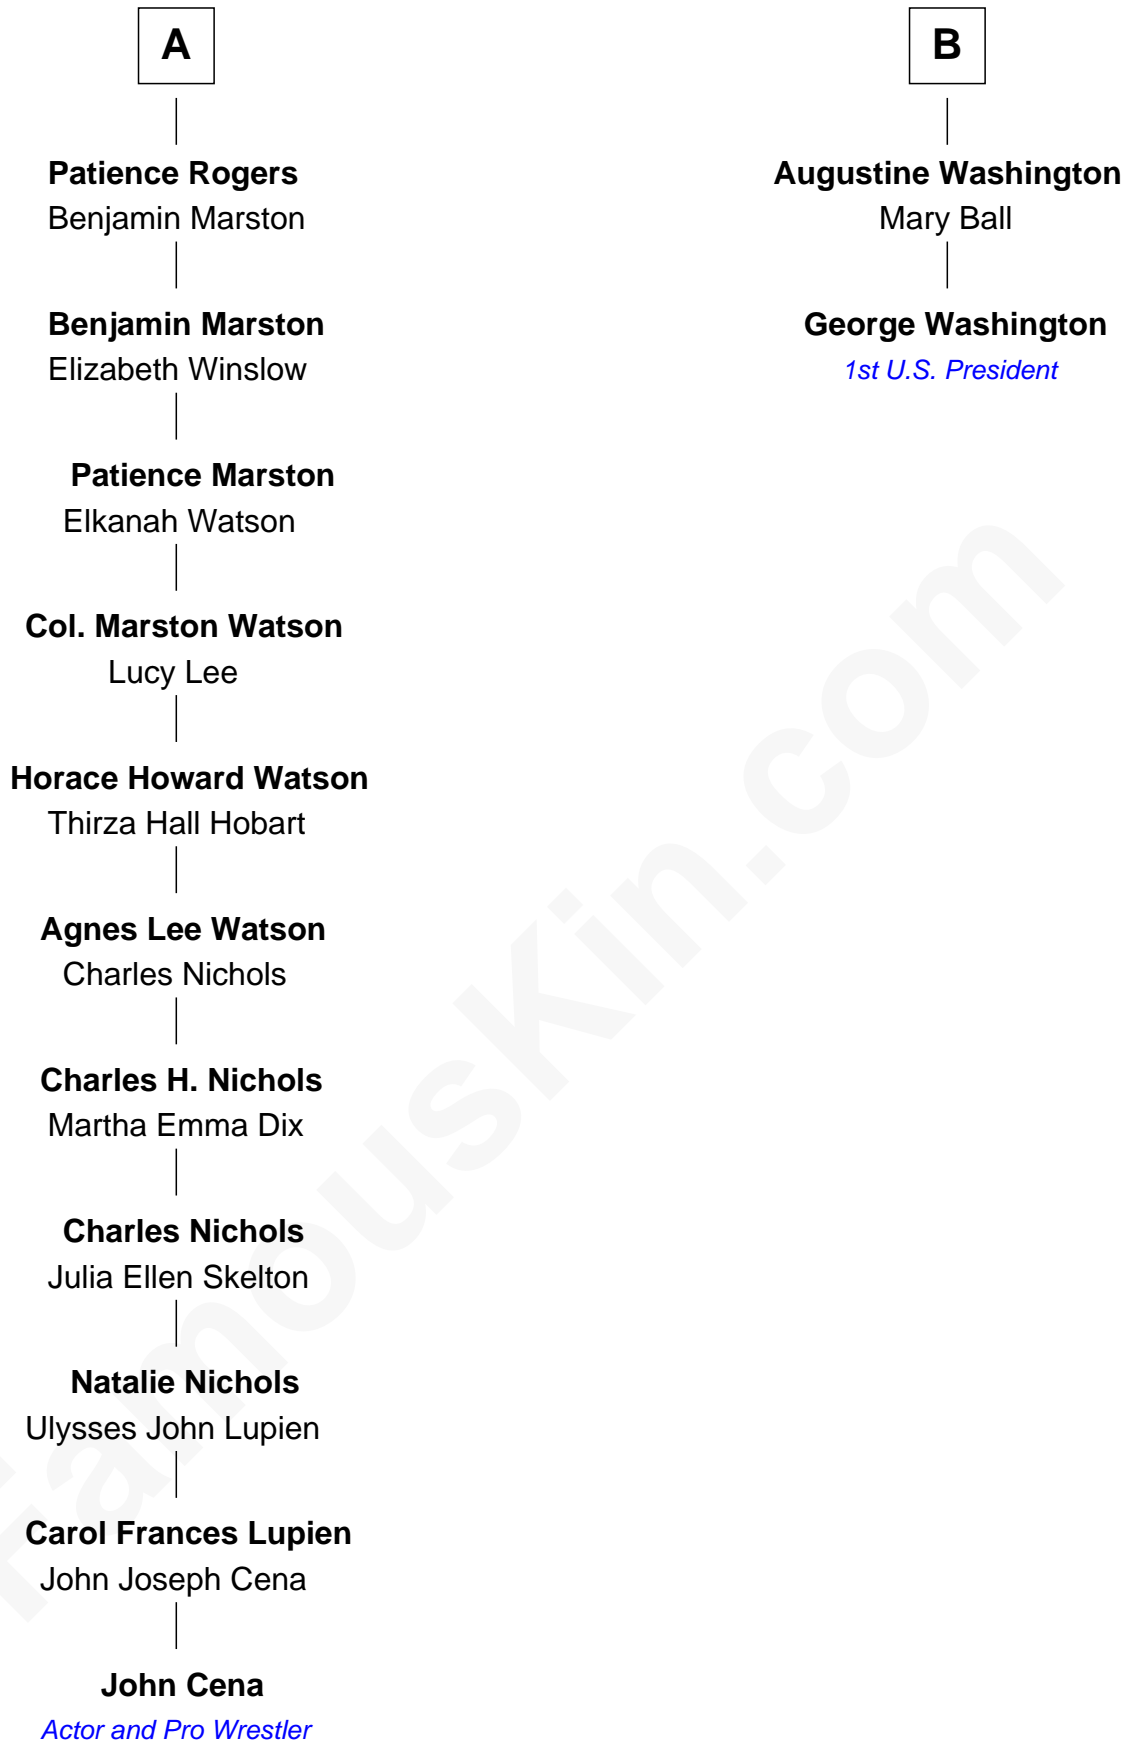 A
Patience Rogers
Benjamin Marston
Benjamin Marston
Elizabeth Winslow
Patience Marston
Elkanah Watson
Col. Marston Watson
Lucy Lee
Horace Howard Watson
Thirza Hall Hobart
Agnes Lee Watson
Charles Nichols
Charles H. Nichols
Martha Emma Dix
Charles Nichols
Julia Ellen Skelton
Natalie Nichols
Ulysses John Lupien
Carol Frances Lupien
John Joseph Cena
John Cena
Actor and Pro Wrestler
B
Augustine Washington
Mary Ball
George Washington
1st U.S. President
FamousKin.com